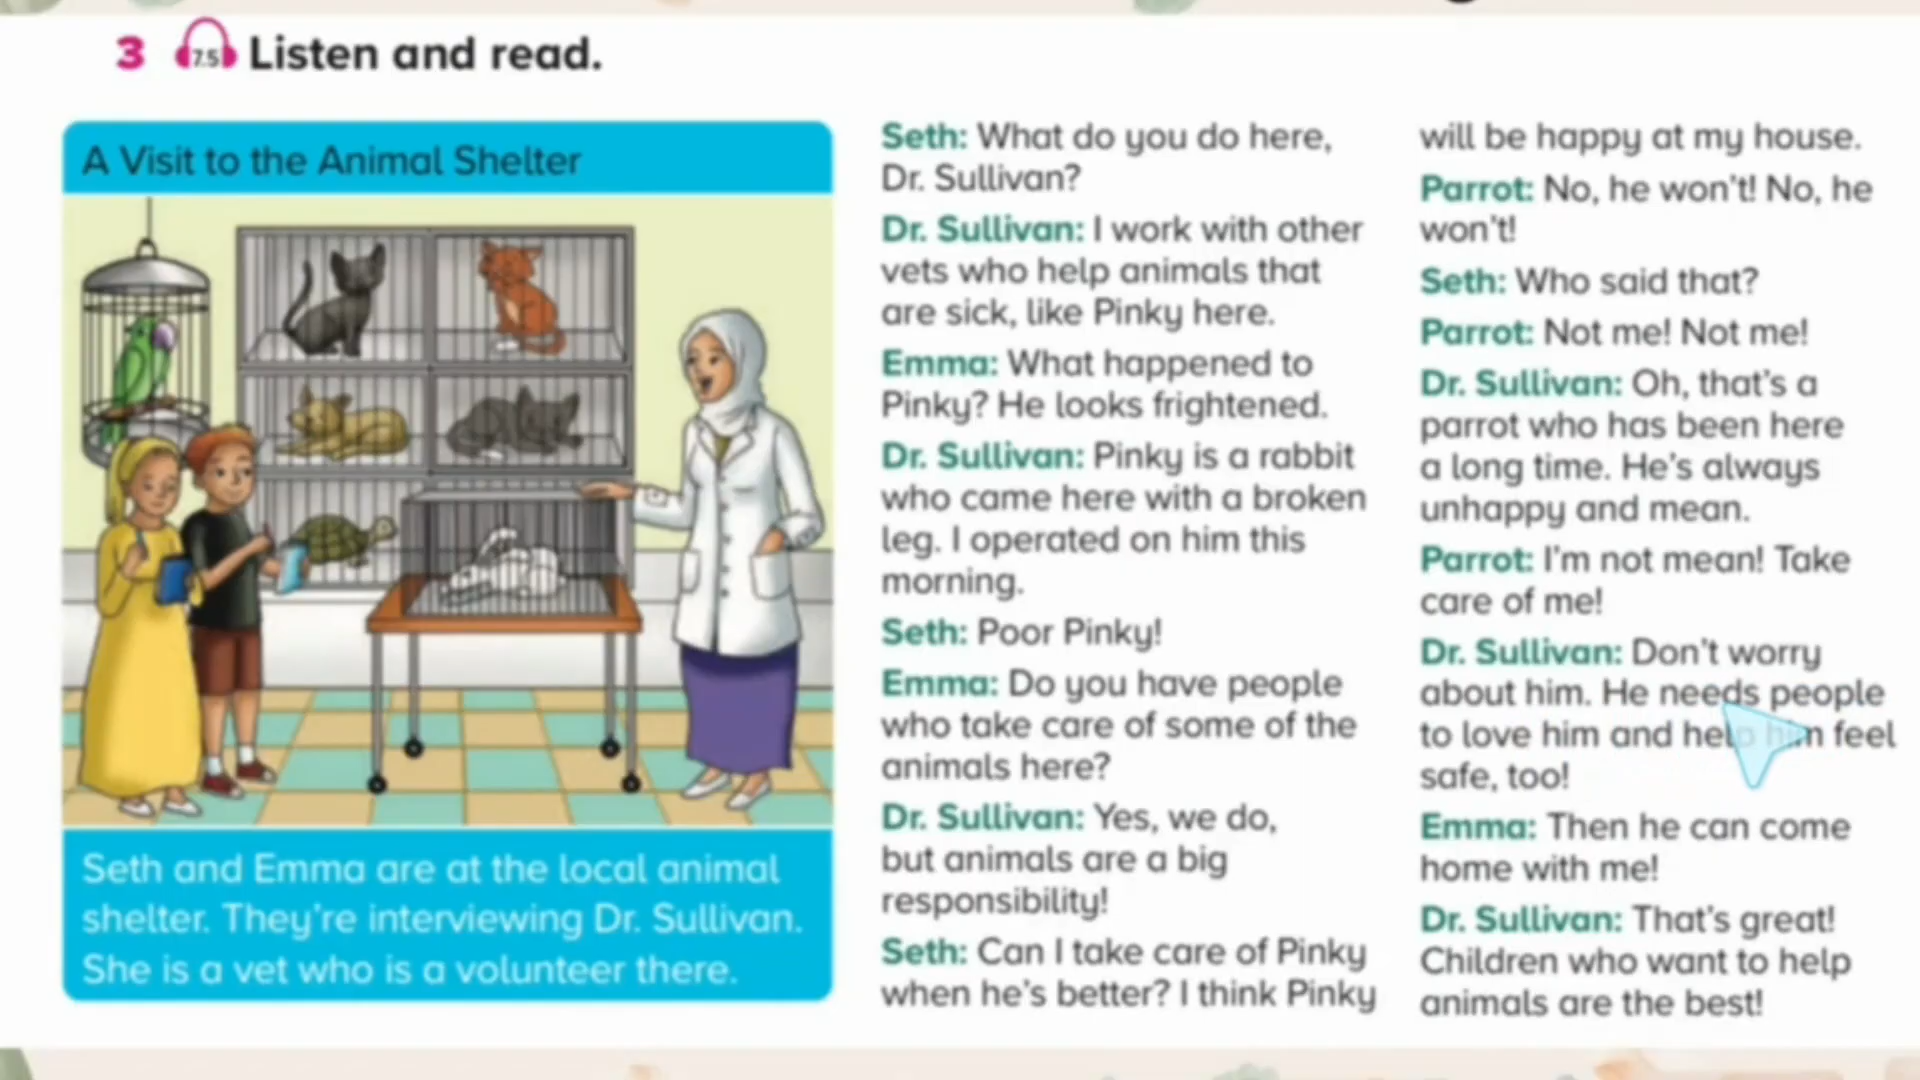 3 7.5 Listen and read.
A Visit to the Animal Shelter
Seth and Emma are at the local animal
shelter. They're interviewing Dr. Sullivan.
She is a vet who is a volunteer there.
Seth: What do you do here,
Dr. Sullivan?
Dr. Sullivan: I work with other
vets who help animals that
are sick, like Pinky here.
Emma: What happened to
Pinky? He looks frightened.
Dr. Sullivan: Pinky is a rabbit
who came here with a broken
leg. I operated on him this
morning.
Seth: Poor Pinky!
Emma: Do you have people
who take care of some of the
animals here?
Dr. Sullivan: Yes, we do,
but animals are a big
responsibility!
Seth: Can I take care of Pinky
when he's better? I think Pinky
will be happy at my house.
Parrot: No, he won't! No, he
won't!
Seth: Who said that?
Parrot: Not me! Not me!
Dr. Sullivan: Oh, that's a
parrot who has been here
a long time. He's always
unhappy and mean.
Parrot: I'm not mean! Take
care of me!
Dr. Sullivan: Don't worry
about him. He needs people
to love him and help him feel
safe, too!
Emma: Then he can come
home with me!
Dr. Sullivan: That's great!
Children who want to help
animals are the best!